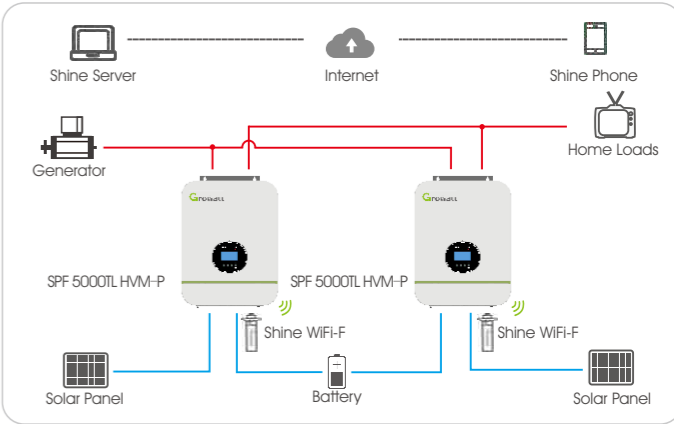 Shine Server
Internet
Shine Phone
Generator
Home Loads
Growatt
Growatt
SPF 5000TL HVM-P
SPF 5000TL HVM-P
Shine WiFi-F
Shine WiFi-F
Solar Panel
Battery
Solar Panel